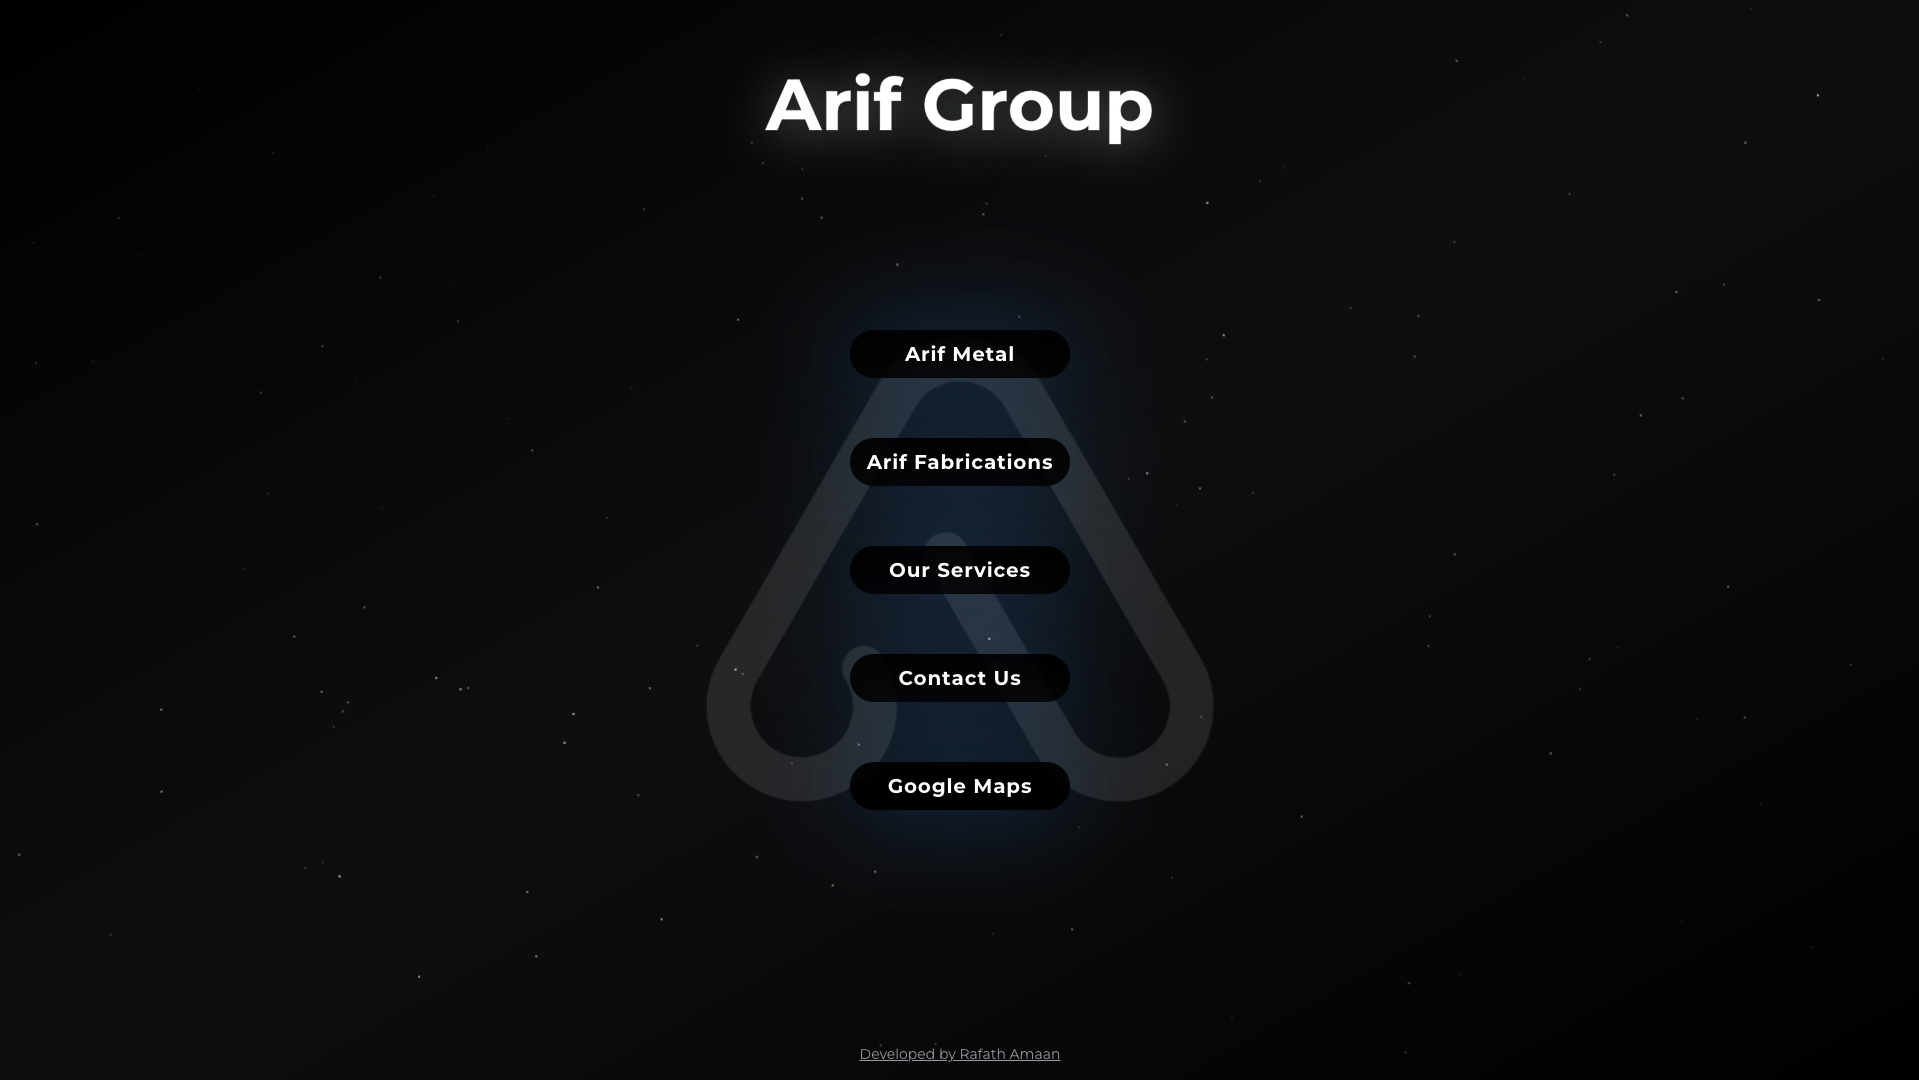 Arif Group
Arif Metal
Arif Fabrications
Our Services
Contact Us
Google Maps
Developed by Rafath Amaan